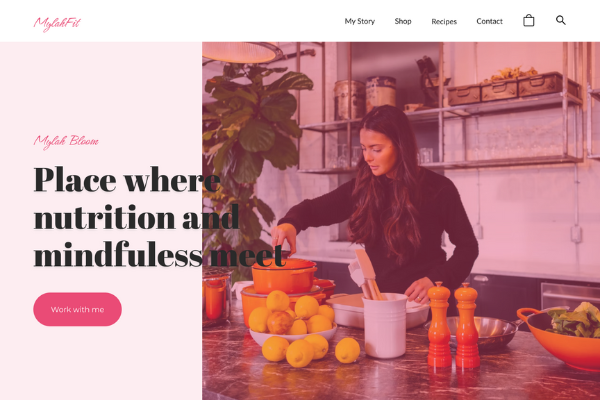 MylahFit
My Story Shop Recipes Contact
Mylah Bloom
Place where
nutrition and
mindfuless meet
Work with me